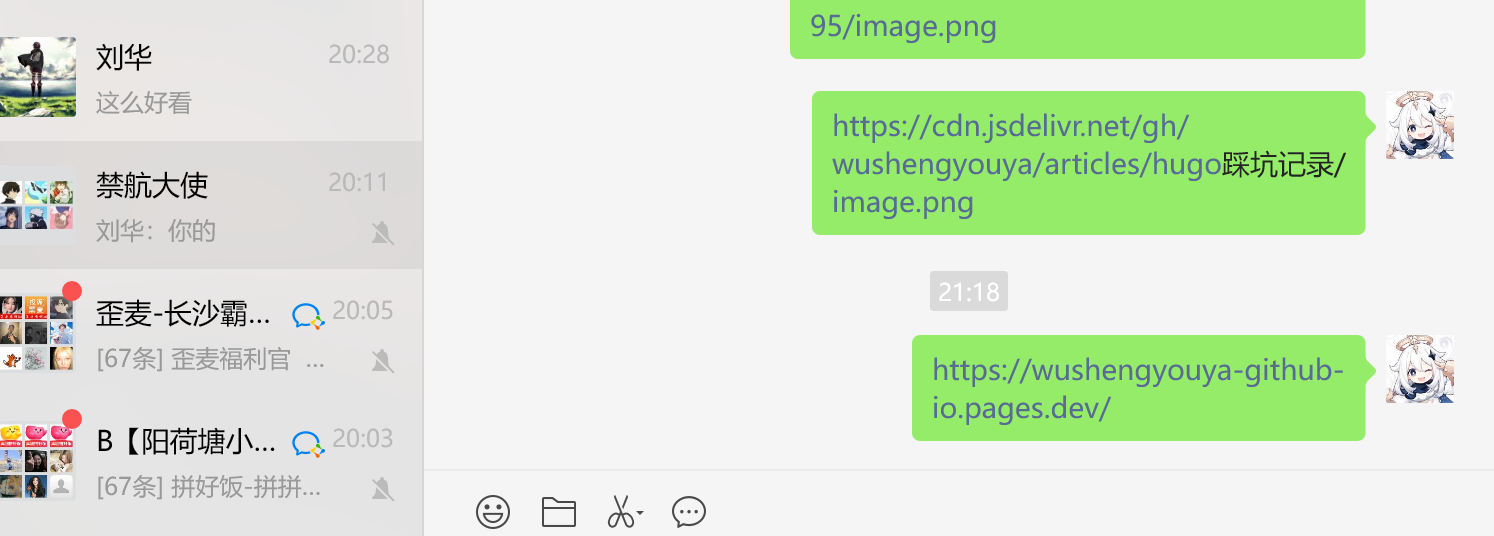 刘华
20:28
这么好看
禁航大使
20:11
刘华：你的
歪麦-长沙霸...
20:05
[67条] 歪麦福利官 ...
B【阳荷塘小...
20:03
[67条] 拼好饭-拼拼...
95/image.png
https://cdn.jsdelivr.net/gh/
wushengyouya/articles/hugo踩坑记录/
image.png
21:18
https://wushengyouya-github-
io.pages.dev/